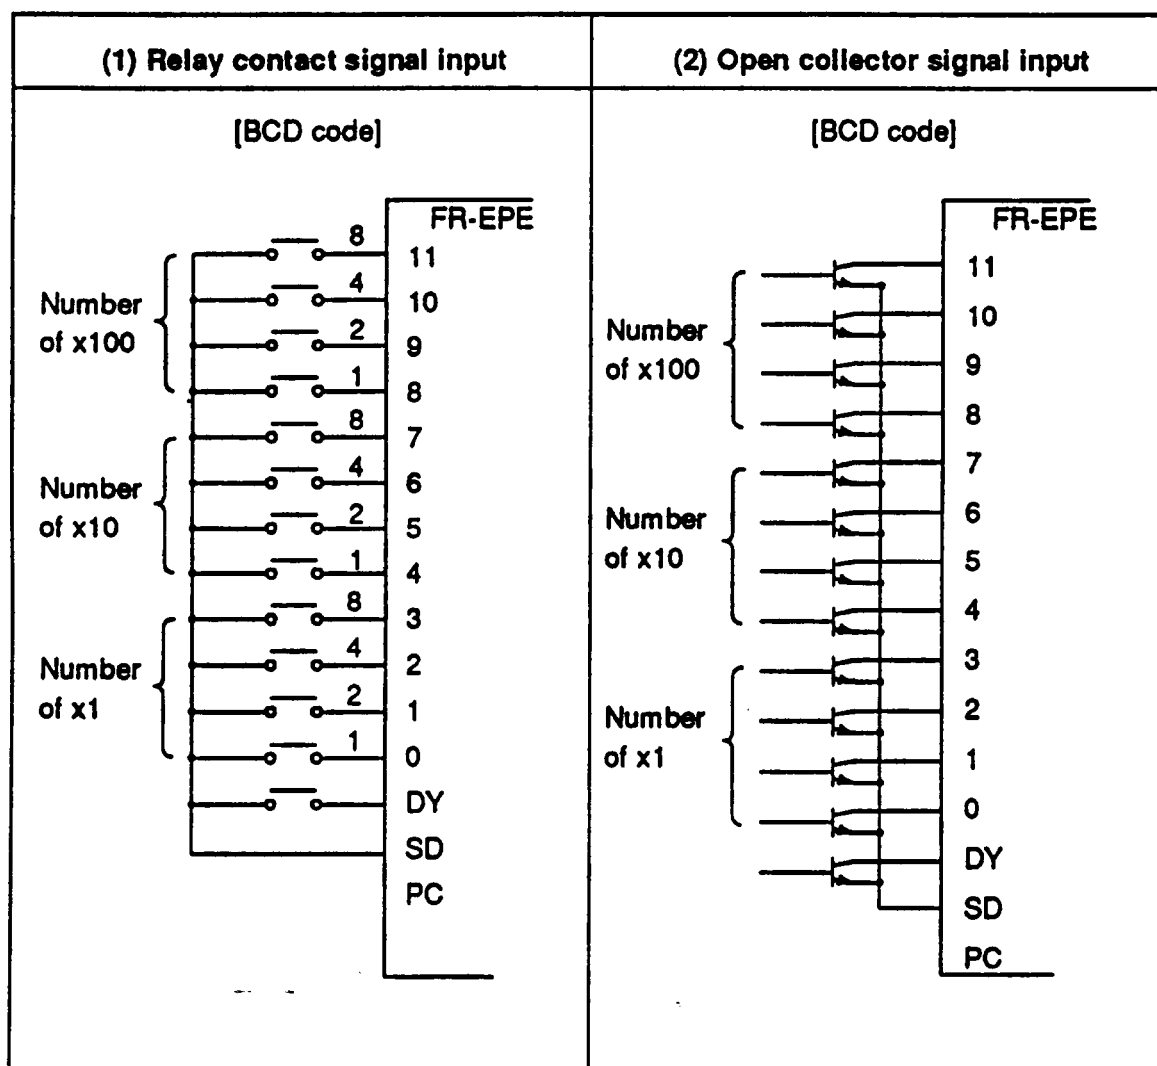 (1) Relay contact signal input
[BCD code]
FR-EPE
Number
of x100
8 11
4 10
2 9
1 8
Number
of x10
8 7
4 6
2 5
1 4
Number
of x1
8 3
4 2
2 1
1 0
DY
SD
PC
(2) Open collector signal input
[BCD code]
FR-EPE
Number
of x100
11
10
9
8
Number
of x10
7
6
5
4
Number
of x1
3
2
1
0
DY
SD
PC